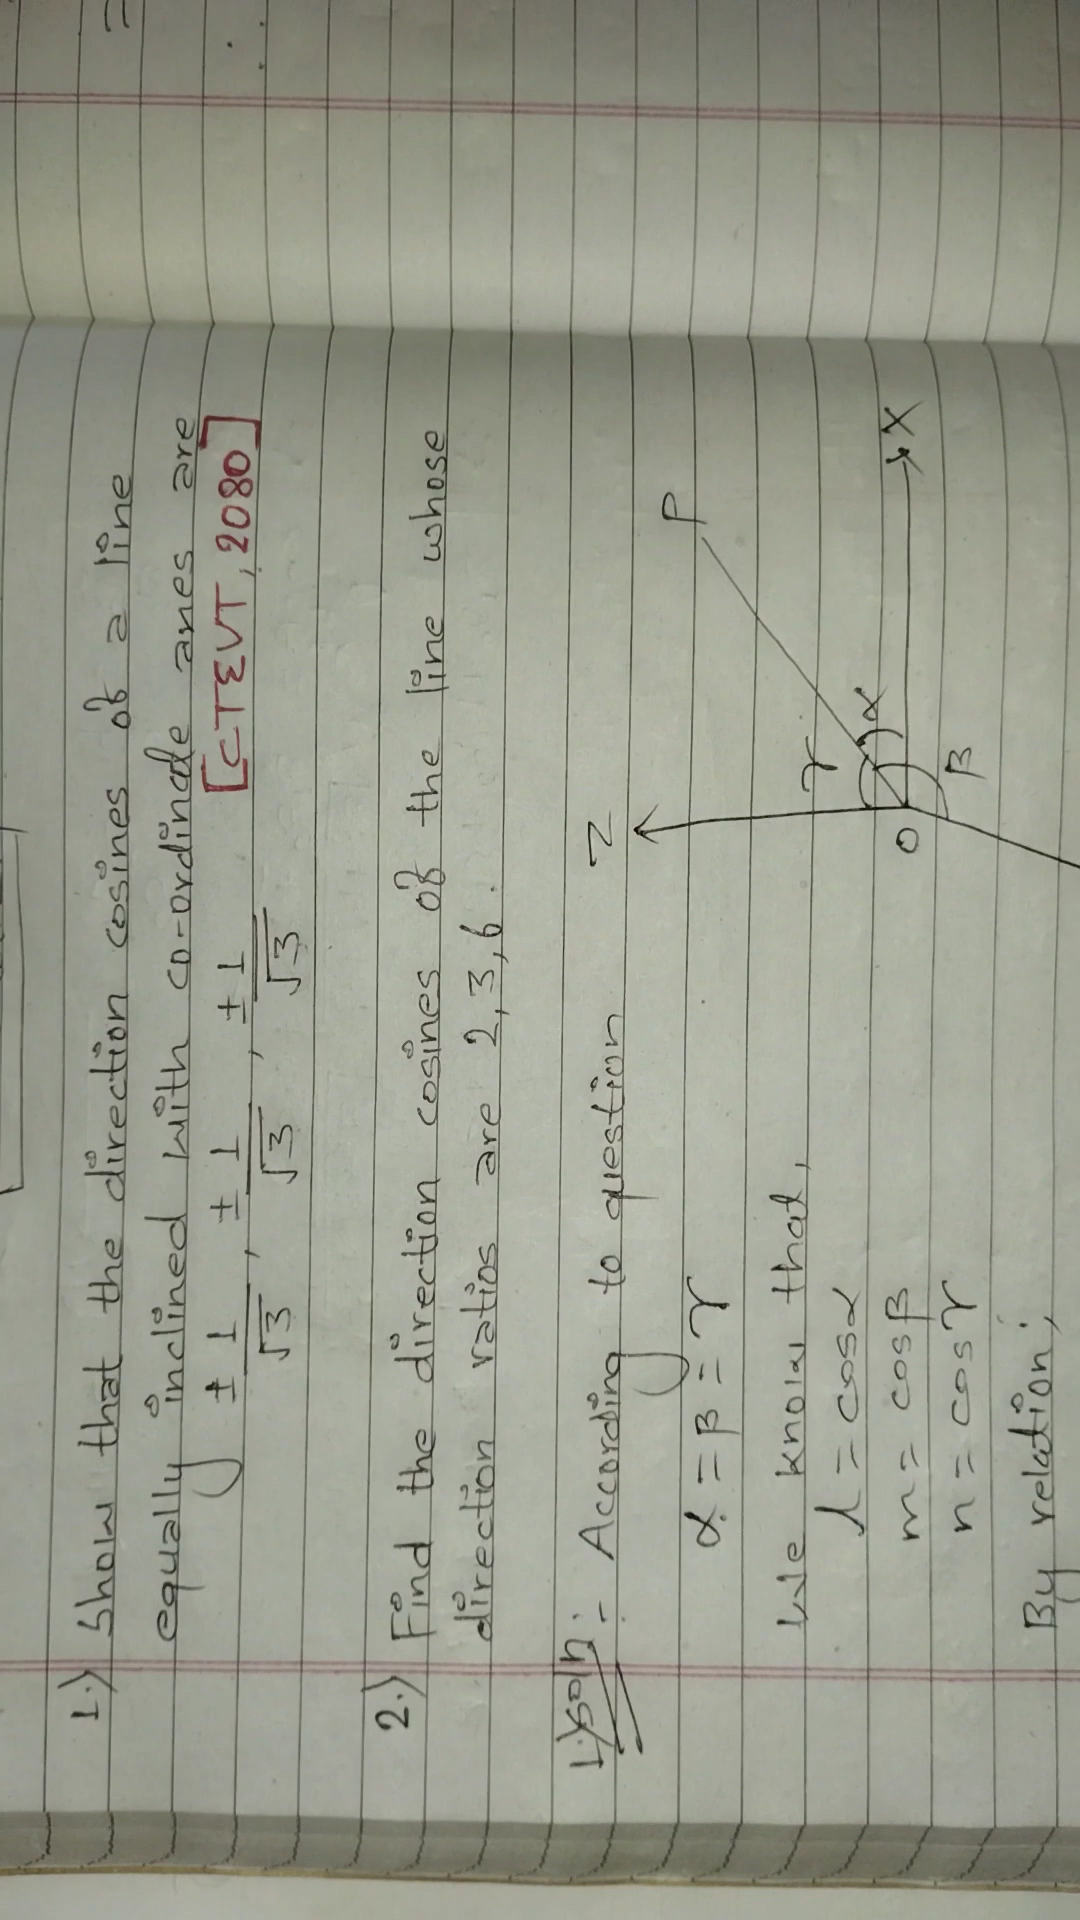 1.) Show that the direction cosines of a line
equally inclined with co-ordinate anes are
± 1/√3 , ± 1/√3 , ± 1/√3 [CTEVT, 2080]
2.) Find the direction cosines of the line whose
direction ratios are 2, 3, 6.
1.) soln:- According to question
α = β = γ
We know that,
l = cosα
m = cosβ
n = cosγ
By relation;
Z
P
γ
α
X
O
β